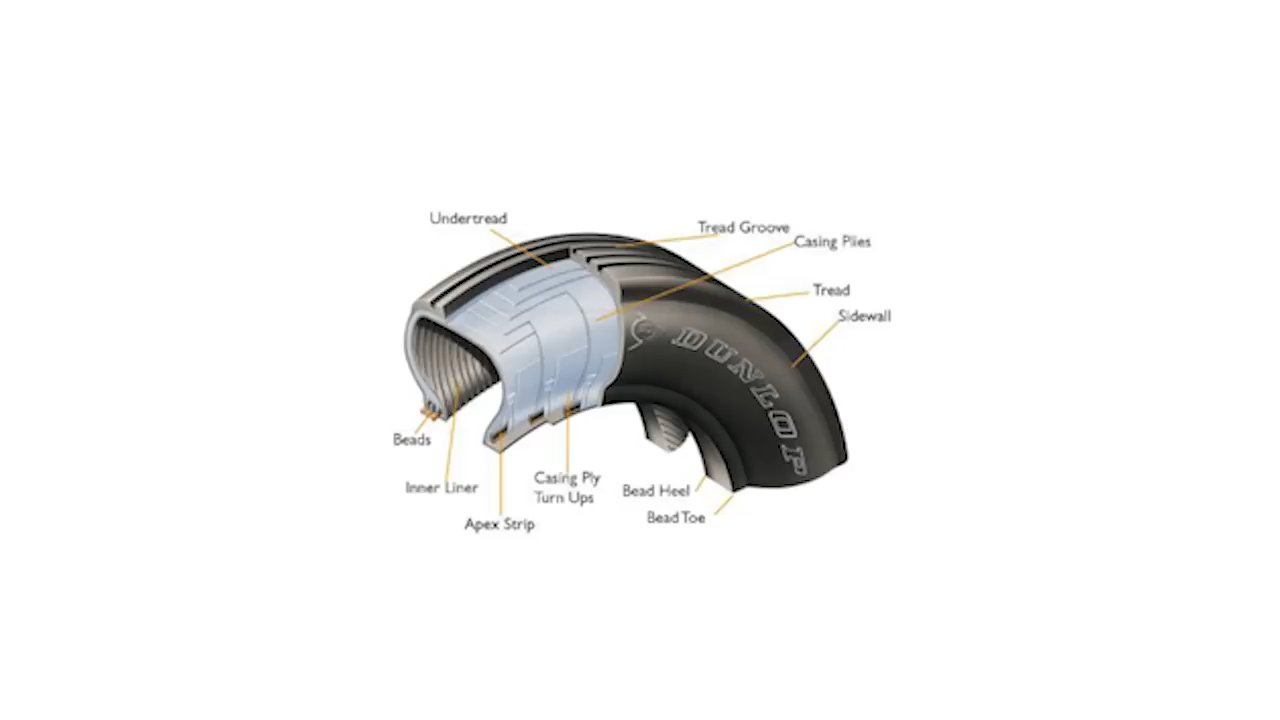 Undertread
Tread Groove
Casing Plies
Tread
Sidewall
DUNLOP
Beads
Inner Liner
Casing Ply
Turn Ups
Bead Heel
Bead Toe
Apex Strip